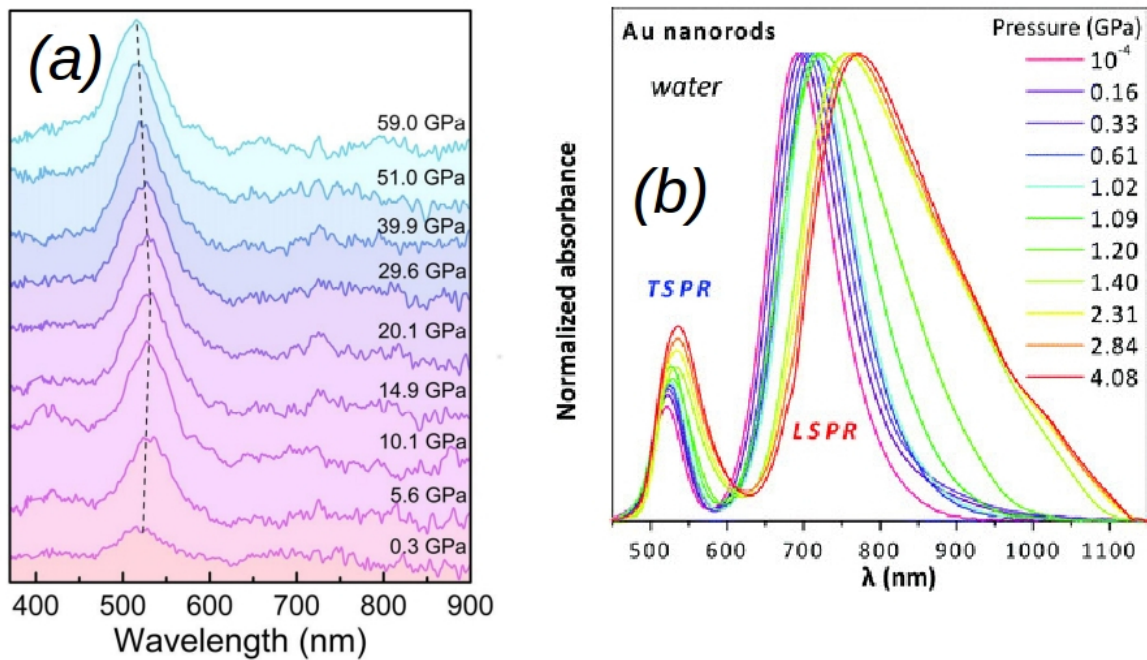 (a)
59.0 GPa
51.0 GPa
39.9 GPa
29.6 GPa
20.1 GPa
14.9 GPa
10.1 GPa
5.6 GPa
0.3 GPa
400 500 600 700 800 900
Wavelength (nm)
(b)
Au nanorods
water
Pressure (GPa)
10⁻⁴
0.16
0.33
0.61
1.02
1.09
1.20
1.40
2.31
2.84
4.08
TSPR
LSPR
Normalized absorbance
500 600 700 800 900 1000 1100
λ (nm)